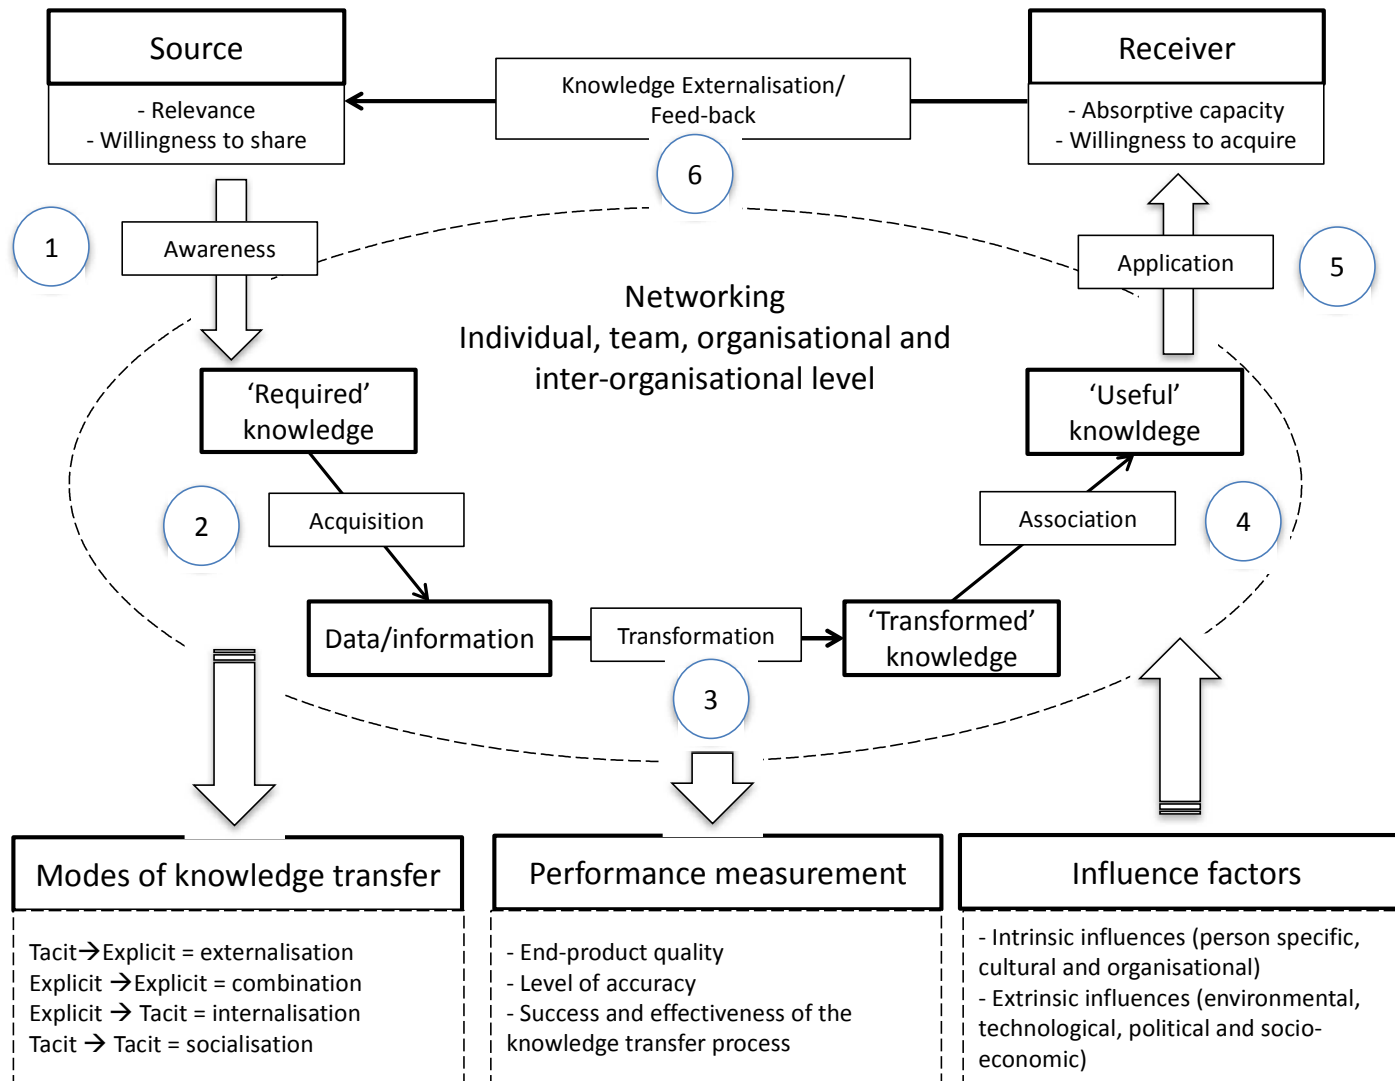 Source
- Relevance
- Willingness to share
Knowledge Externalisation/
Feed-back
Receiver
- Absorptive capacity
- Willingness to acquire
6
1
Awareness
Application
5
Networking
Individual, team, organisational and
inter-organisational level
‘Required’
knowledge
‘Useful’
knowldege
2
Acquisition
Association
4
Data/information
Transformation
‘Transformed’
knowledge
3
Modes of knowledge transfer
Tacit→Explicit = externalisation
Explicit →Explicit = combination
Explicit → Tacit = internalisation
Tacit → Tacit = socialisation
Performance measurement
- End-product quality
- Level of accuracy
- Success and effectiveness of the
knowledge transfer process
Influence factors
- Intrinsic influences (person specific,
cultural and organisational)
- Extrinsic influences (environmental,
technological, political and socio-
economic)